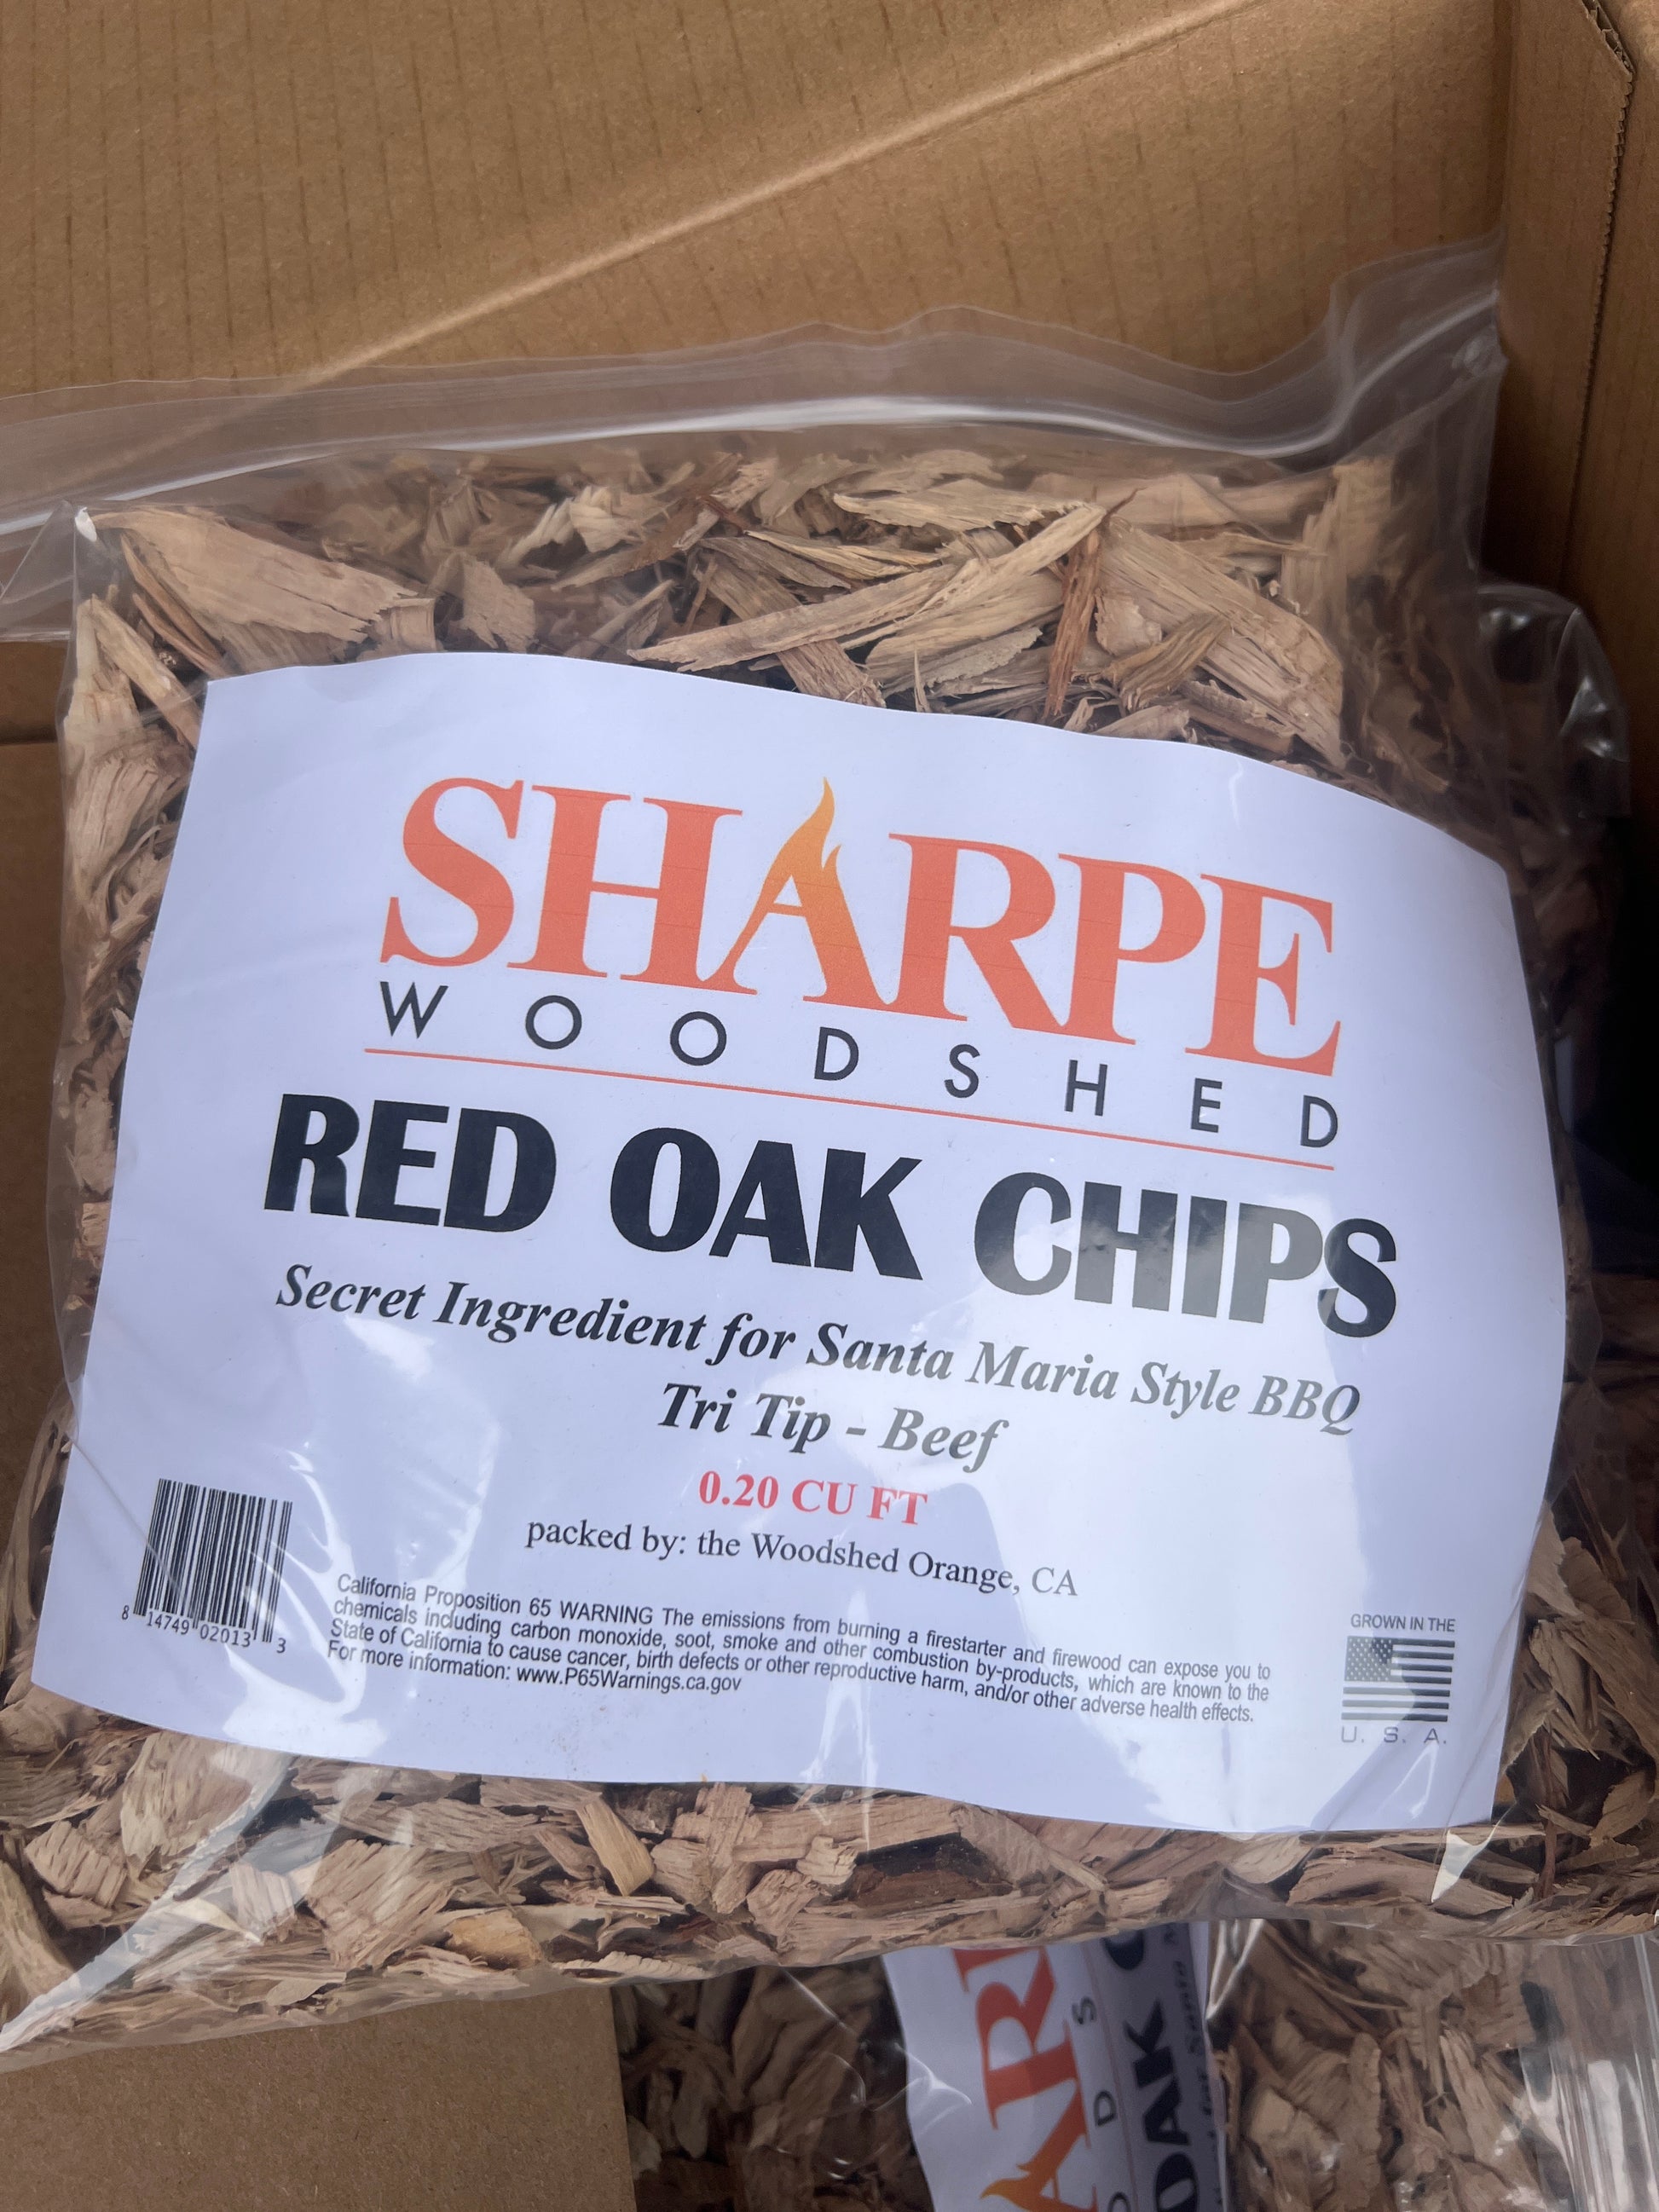 SHARPE
WOODSHED
RED OAK CHIPS
Secret Ingredient for Santa Maria Style BBQ
Tri Tip - Beef
0.20 CU FT
packed by: the Woodshed Orange, CA
8 14749 02013 3
California Proposition 65 WARNING The emissions from burning a firestarter and firewood can expose you to
chemicals including carbon monoxide, soot, smoke and other combustion by-products, which are known to the
State of California to cause cancer, birth defects or other reproductive harm, and/or other adverse health effects.
For more information: www.P65Warnings.ca.gov
GROWN IN THE
U. S. A.
ARP
D S
OAK C
for Santa